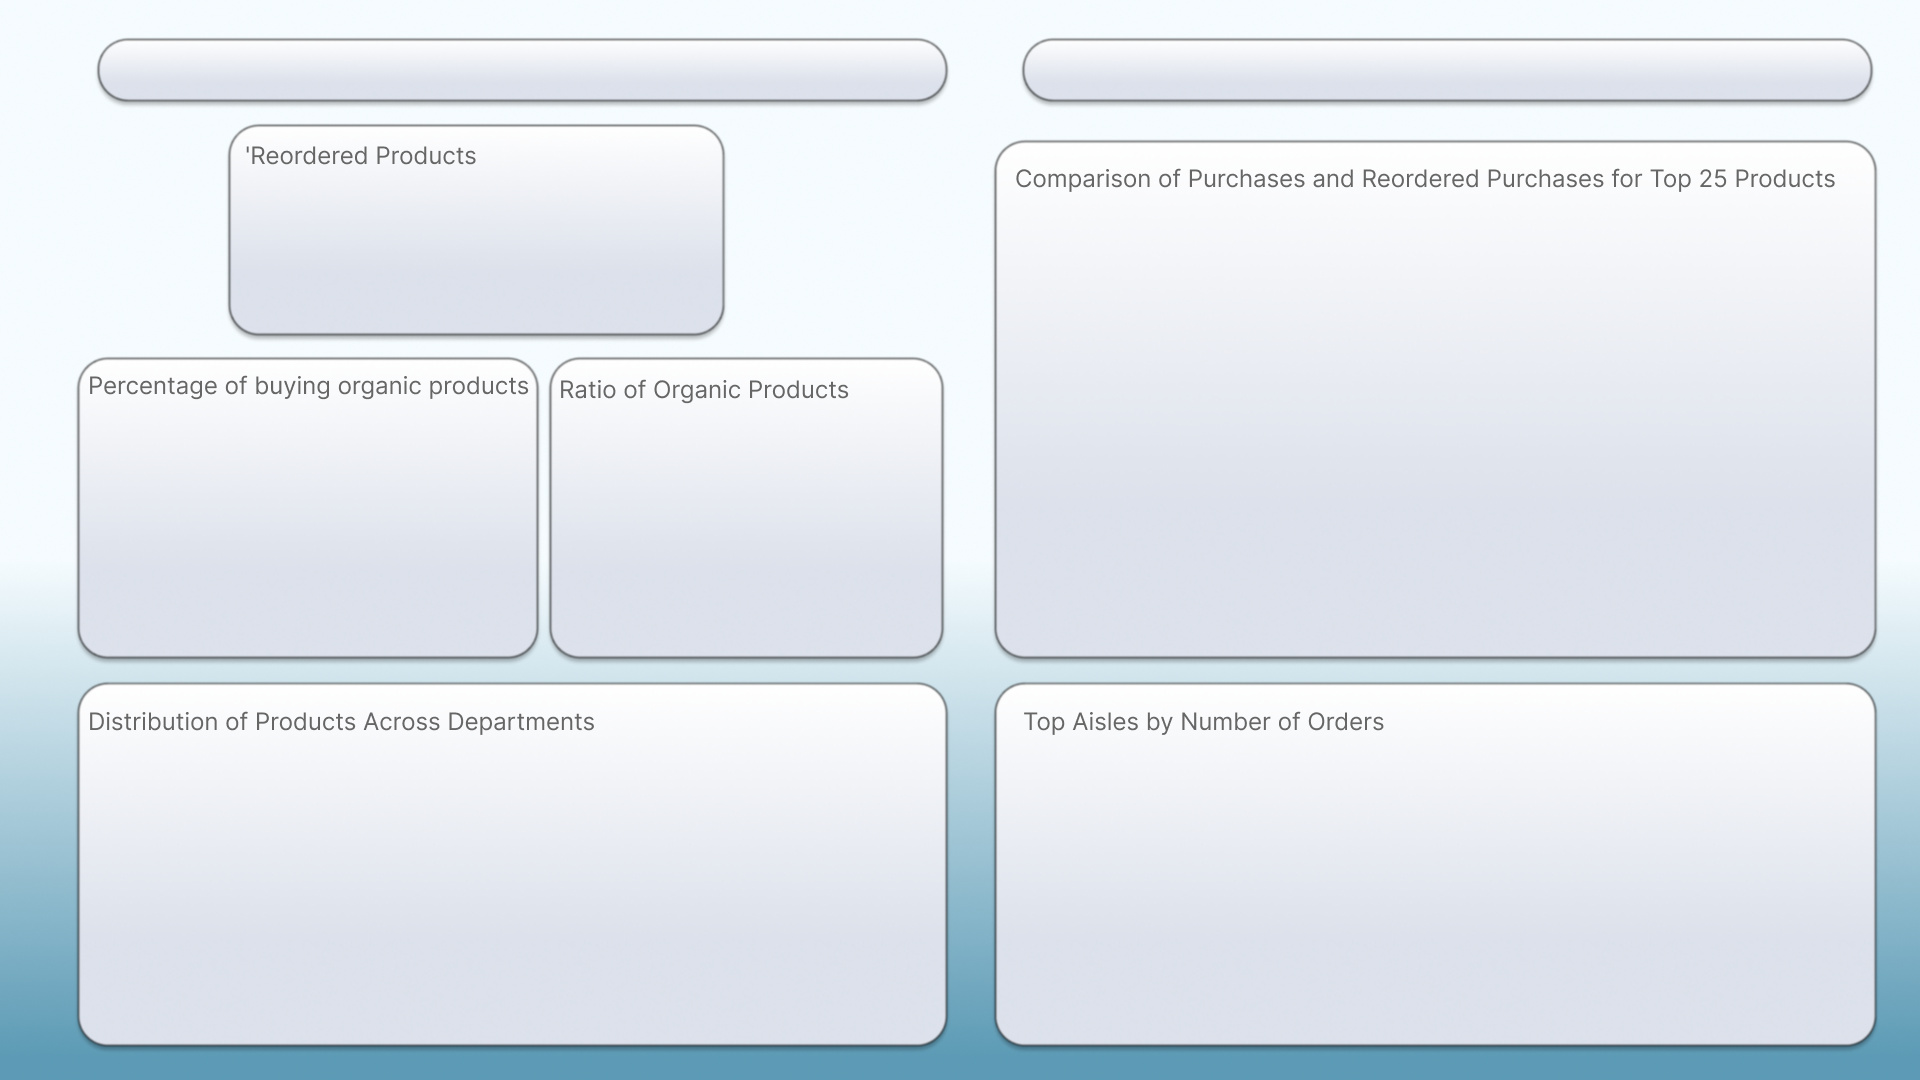 'Reordered Products
Percentage of buying organic products
Ratio of Organic Products
Distribution of Products Across Departments
Comparison of Purchases and Reordered Purchases for Top 25 Products
Top Aisles by Number of Orders